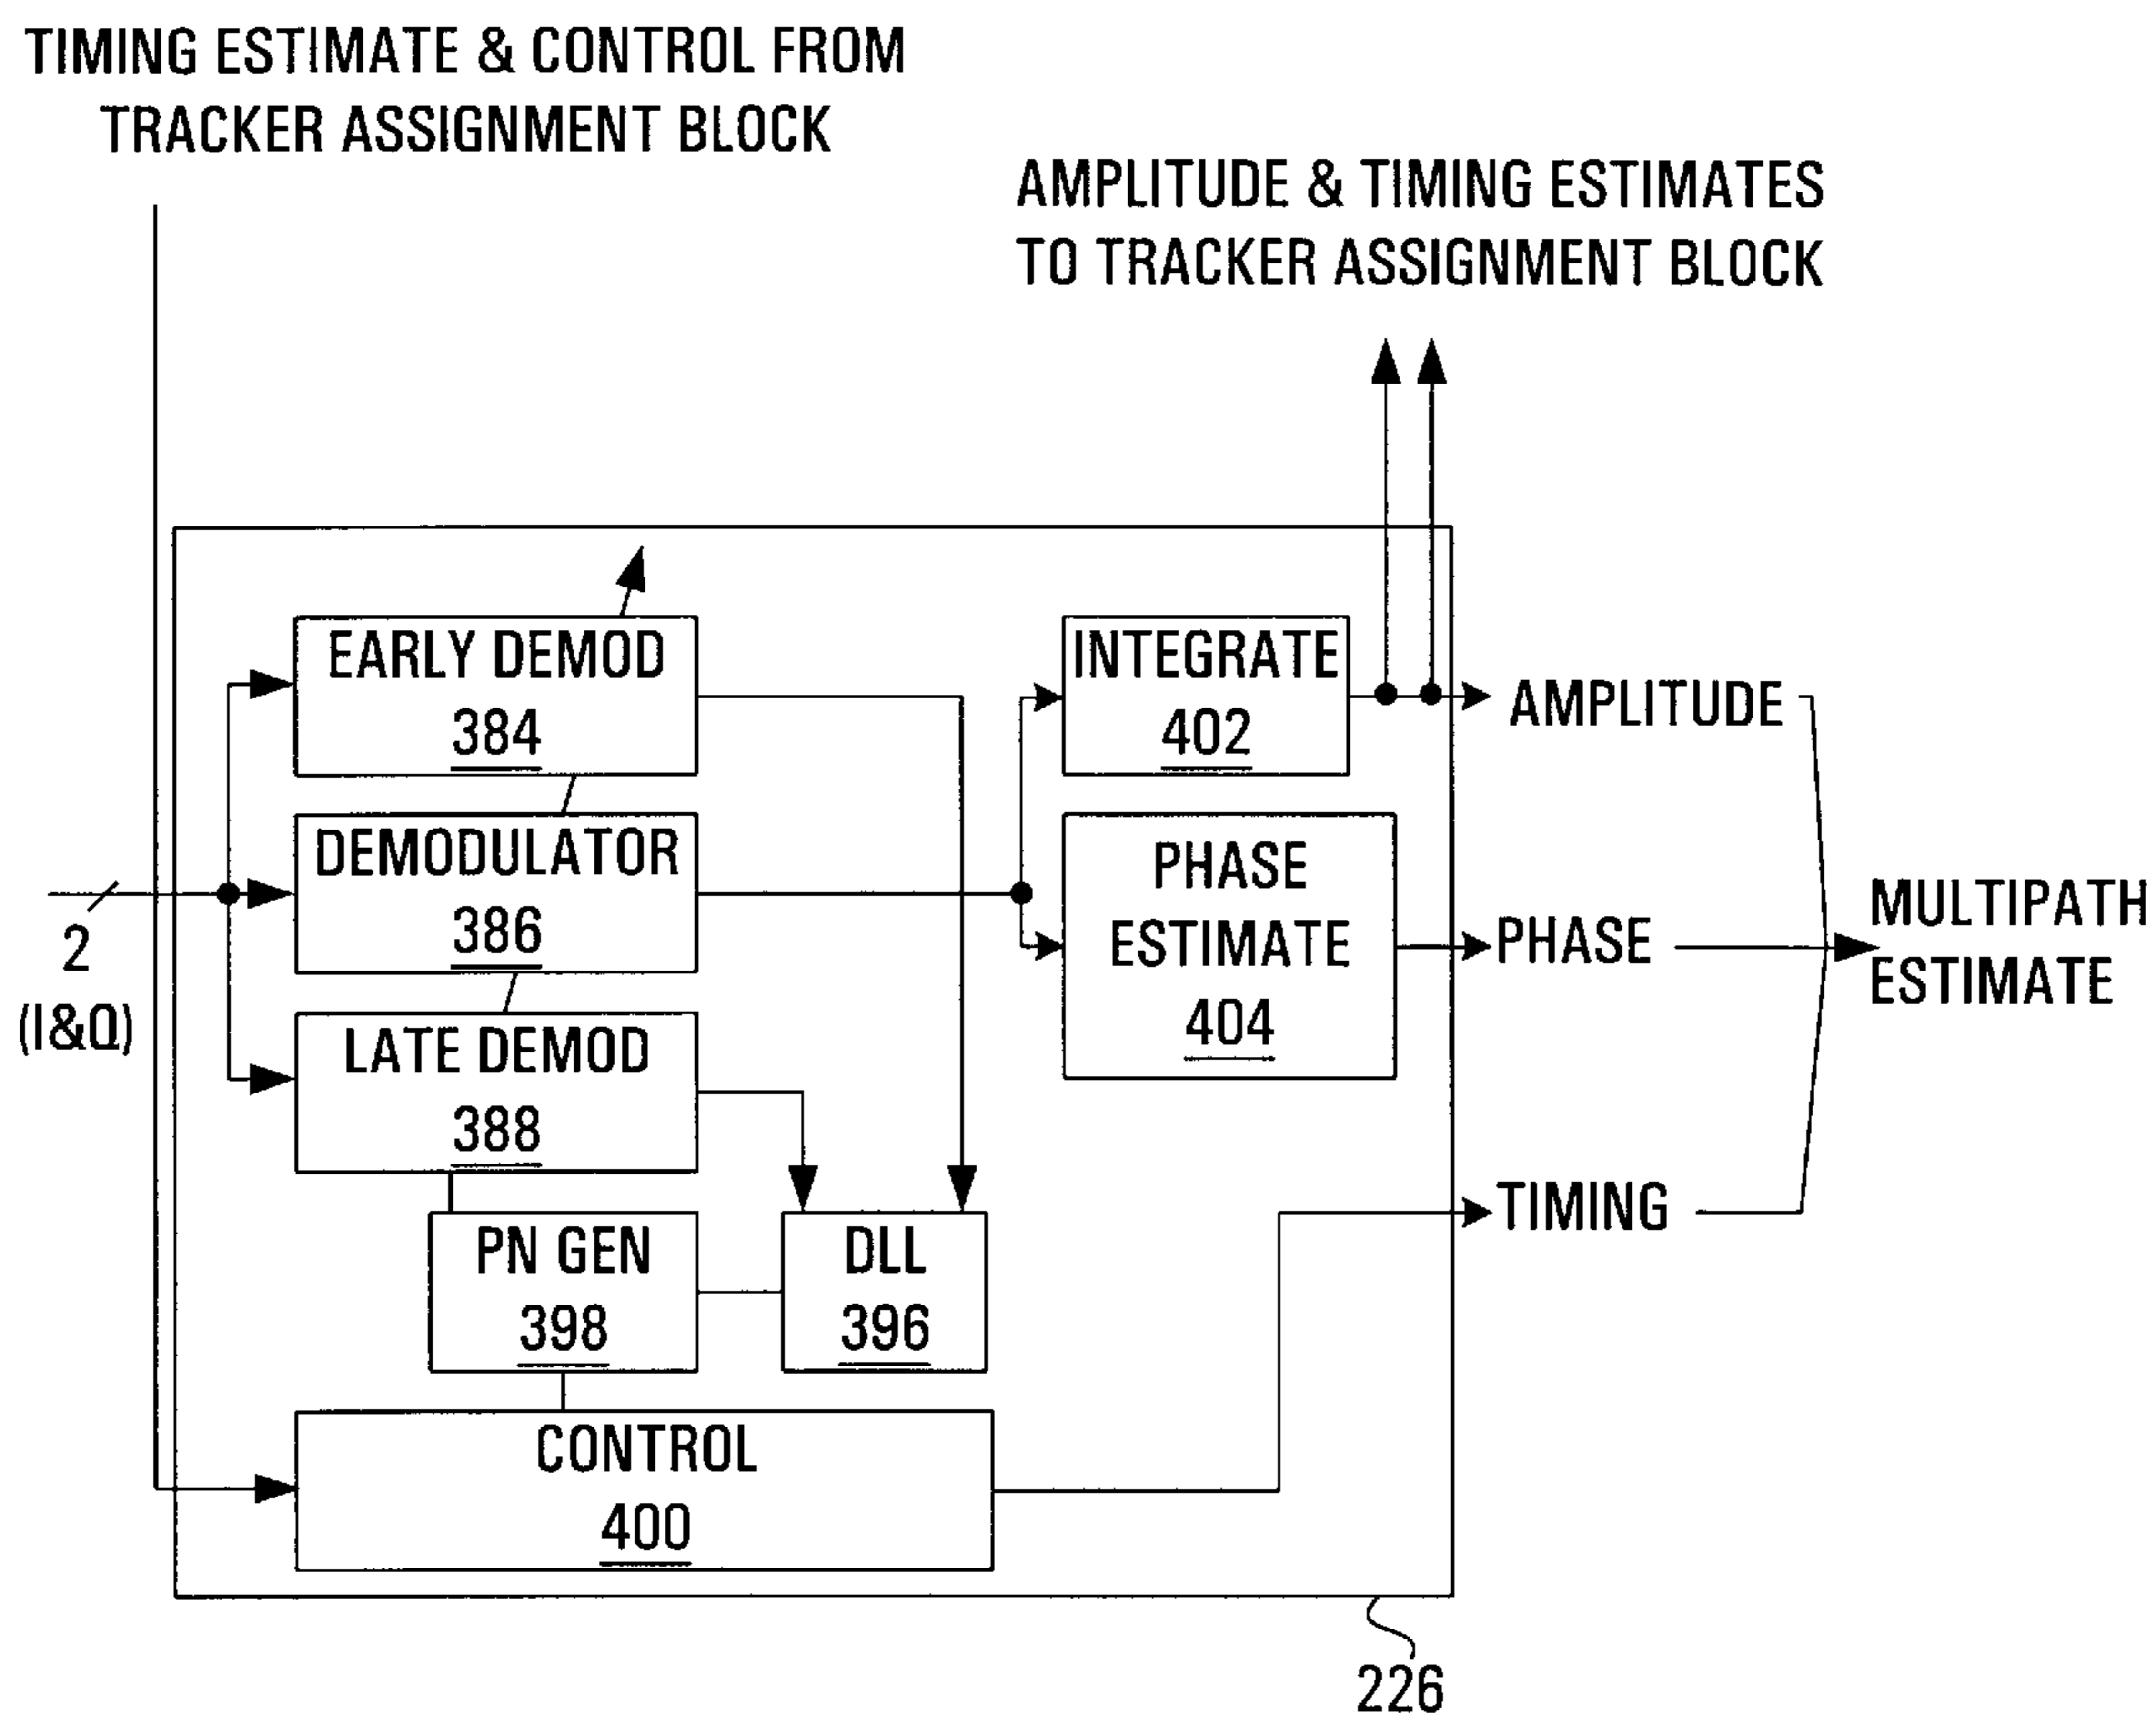 TIMING ESTIMATE & CONTROL FROM
TRACKER ASSIGNMENT BLOCK
AMPLITUDE & TIMING ESTIMATES
TO TRACKER ASSIGNMENT BLOCK
EARLY DEMOD
384
INTEGRATE
402
AMPLITUDE
DEMODULATOR
386
PHASE
ESTIMATE
404
2
(I&Q)
PHASE
MULTIPATH
ESTIMATE
LATE DEMOD
388
TIMING
PN GEN
398
DLL
396
CONTROL
400
226